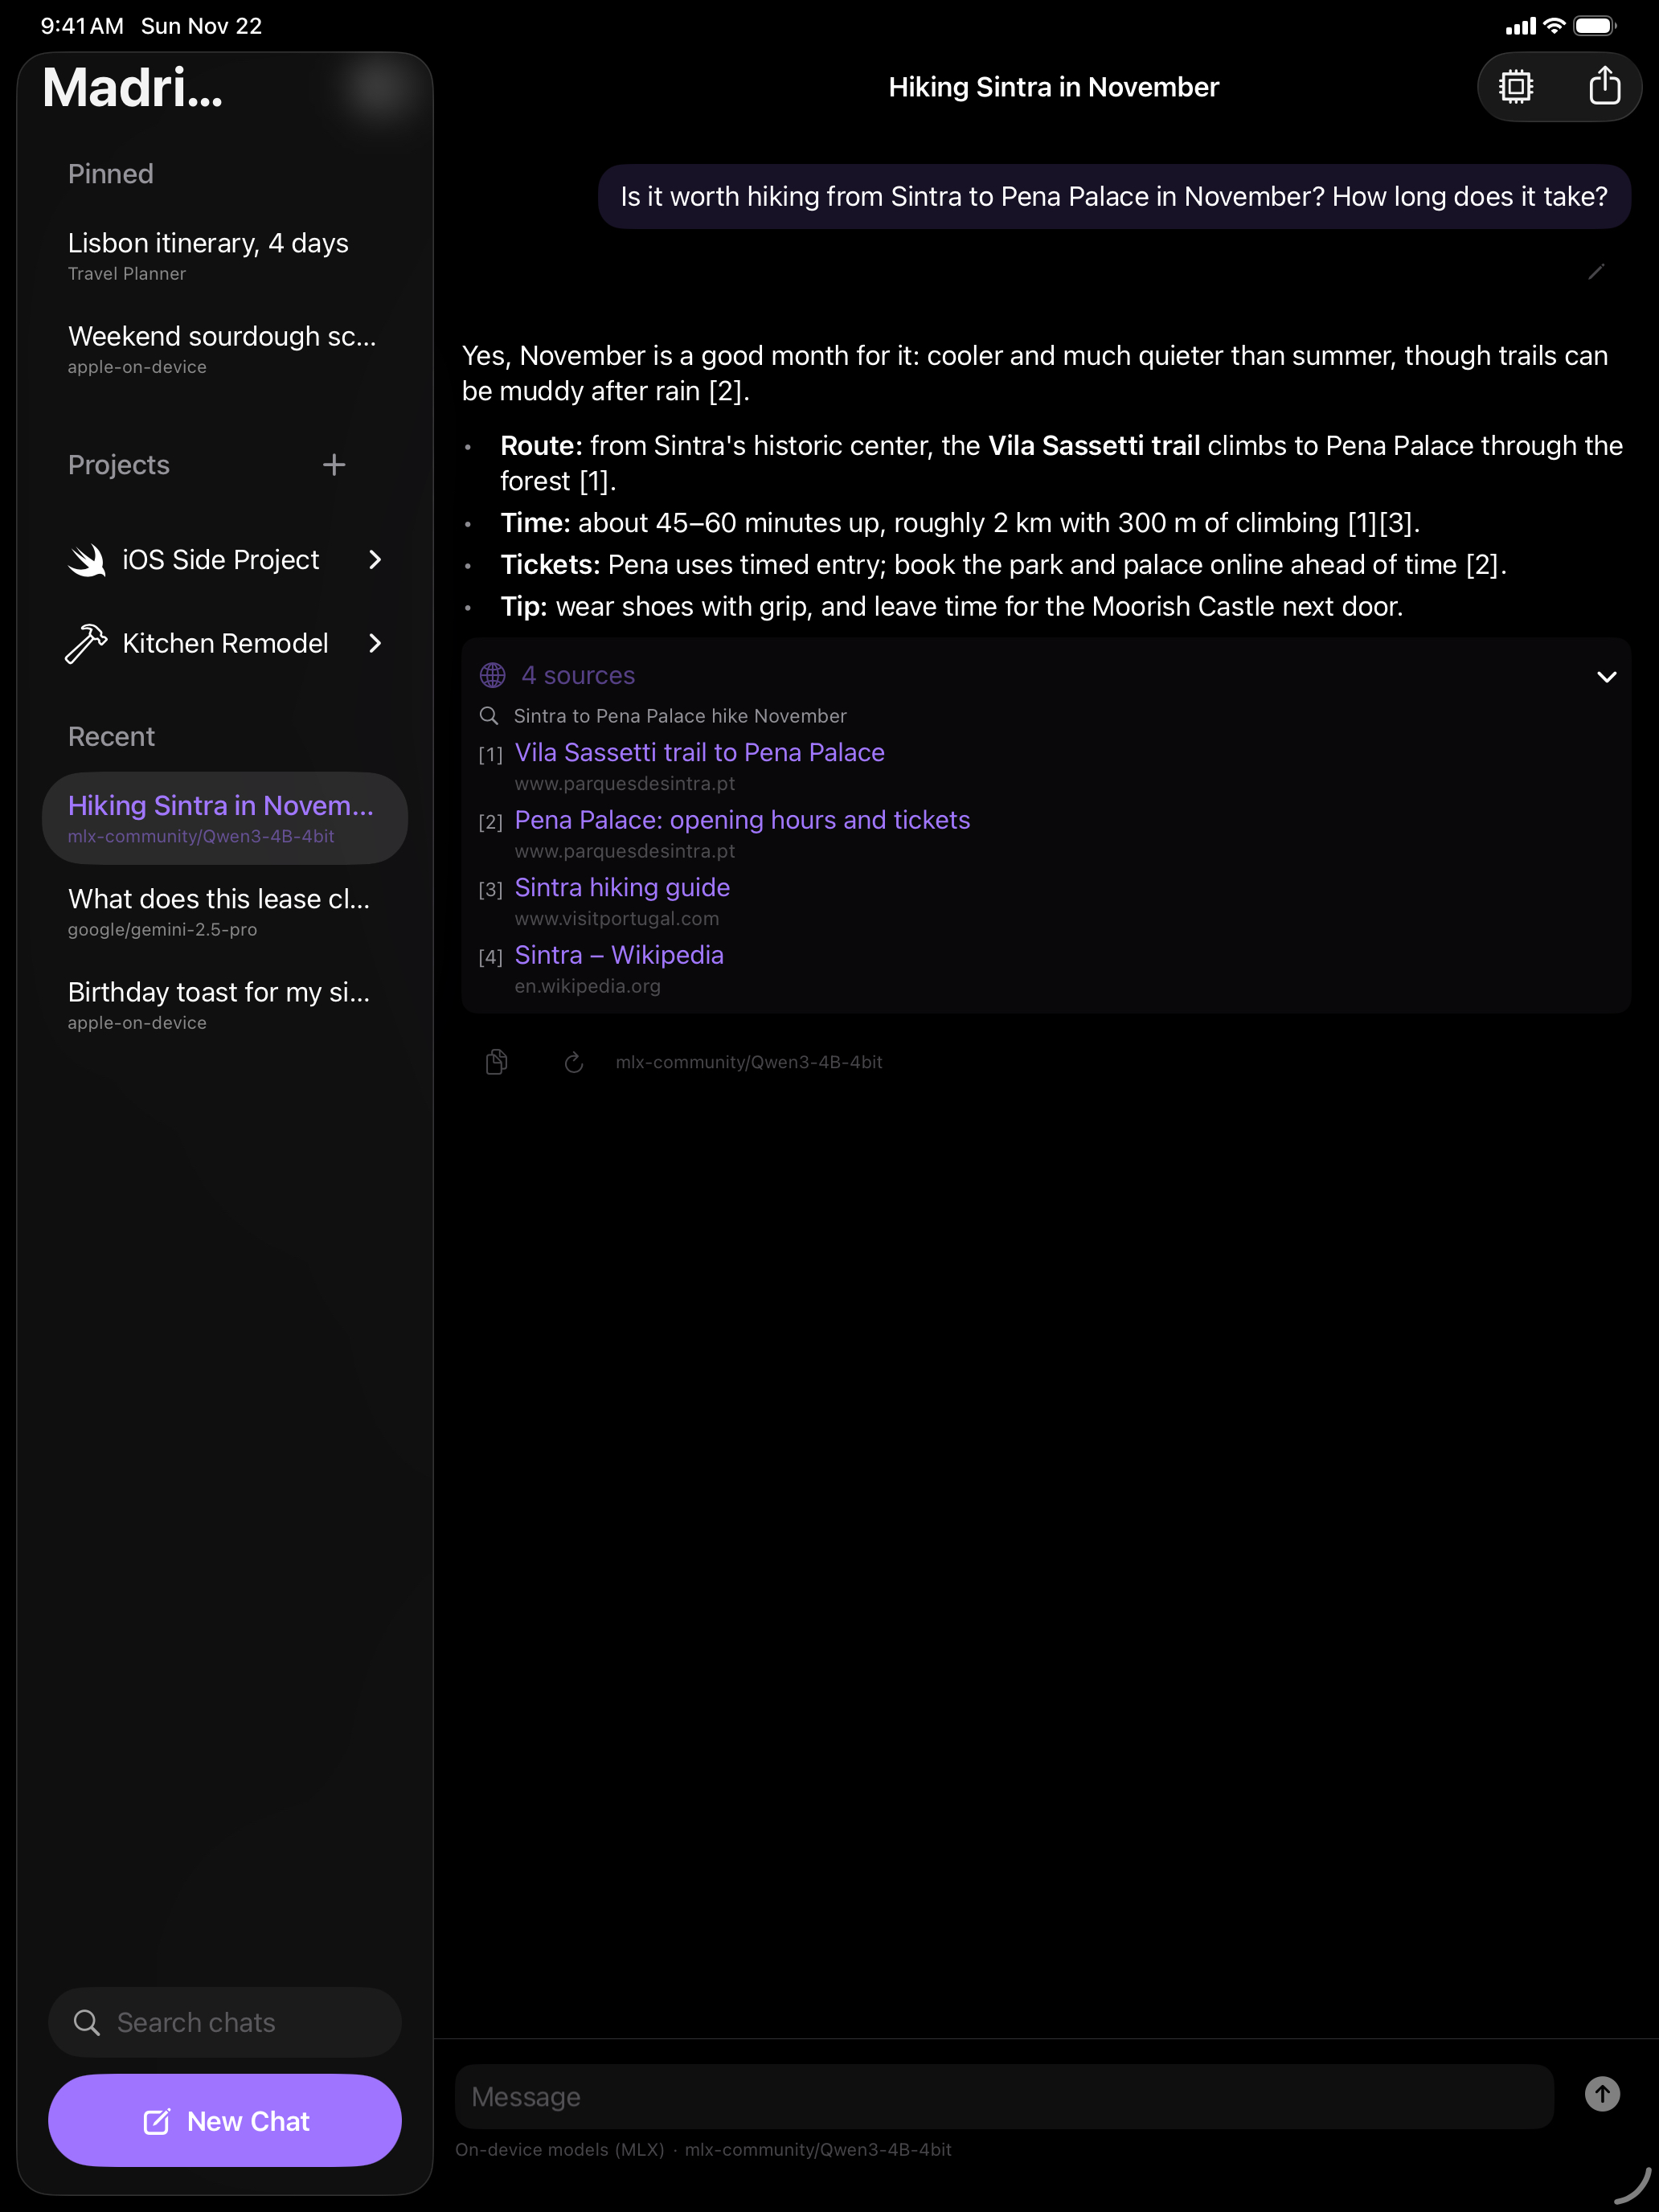 9:41 AM Sun Nov 22
Madri...
Pinned
Lisbon itinerary, 4 days
Travel Planner
Weekend sourdough sc...
apple-on-device
Projects
iOS Side Project
Kitchen Remodel
Recent
Hiking Sintra in Novem...
mlx-community/Qwen3-4B-4bit
What does this lease cl...
google/gemini-2.5-pro
Birthday toast for my si...
apple-on-device
Search chats
New Chat
Hiking Sintra in November
Is it worth hiking from Sintra to Pena Palace in November? How long does it take?
Yes, November is a good month for it: cooler and much quieter than summer, though trails can
be muddy after rain [2].
• Route: from Sintra's historic center, the Vila Sassetti trail climbs to Pena Palace through the
forest [1].
• Time: about 45–60 minutes up, roughly 2 km with 300 m of climbing [1][3].
• Tickets: Pena uses timed entry; book the park and palace online ahead of time [2].
• Tip: wear shoes with grip, and leave time for the Moorish Castle next door.
4 sources
Sintra to Pena Palace hike November
[1] Vila Sassetti trail to Pena Palace
www.parquesdesintra.pt
[2] Pena Palace: opening hours and tickets
www.parquesdesintra.pt
[3] Sintra hiking guide
www.visitportugal.com
[4] Sintra – Wikipedia
en.wikipedia.org
mlx-community/Qwen3-4B-4bit
Message
On-device models (MLX) · mlx-community/Qwen3-4B-4bit